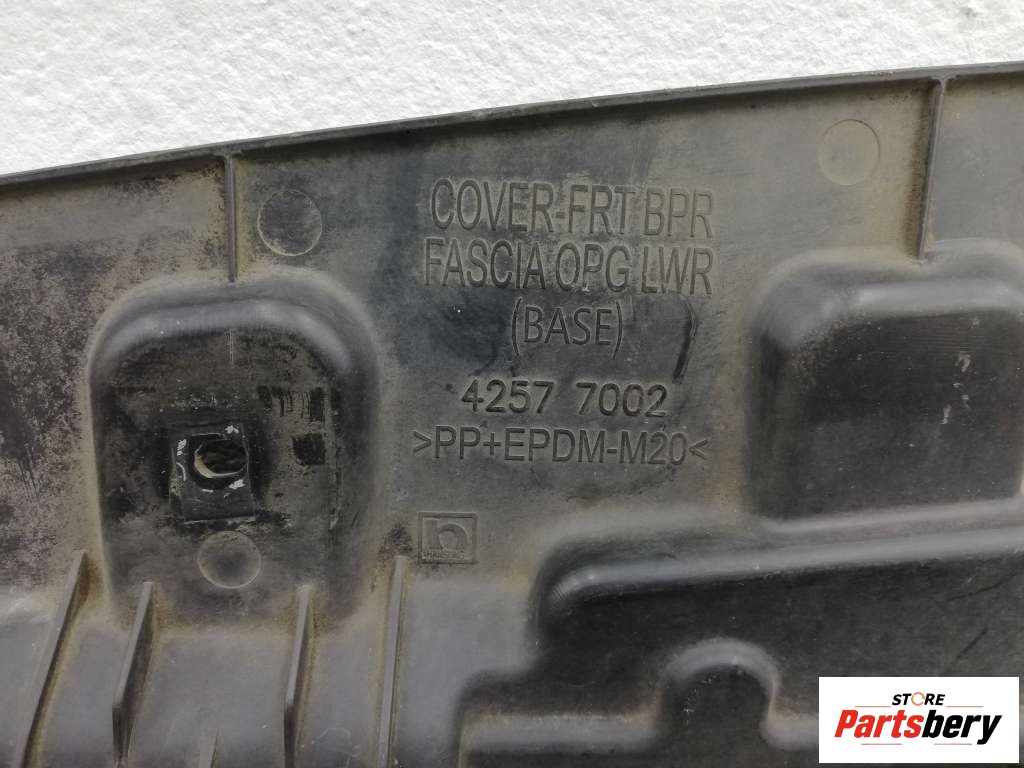 COVER-FRT BPR
FASCIA OPG LWR
(BASE)
4257 7002
>PP+EPDM-M20<
STORE
Partsbery